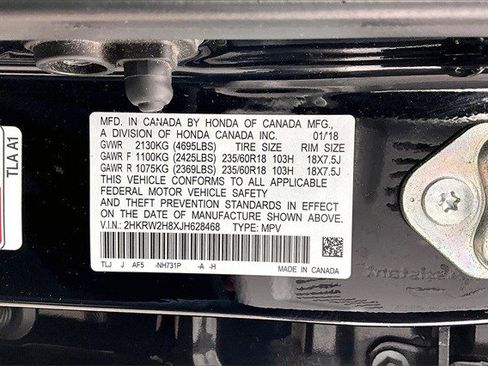 MFD. IN CANADA BY HONDA OF CANADA MFG.,
A DIVISION OF HONDA CANADA INC. 01/18
GVWR 2130KG (4695LBS) TIRE SIZE RIM SIZE
GAWR F 1100KG (2425LBS) 235/60R18 103H 18X7.5J
GAWR R 1075KG (2369LBS) 235/60R18 103H 18X7.5J
THIS VEHICLE CONFORMS TO ALL APPLICABLE
FEDERAL MOTOR VEHICLE SAFETY
AND THEFT PREVENTION STANDARDS IN EFFECT
ON THE DATE OF MANUFACTURE SHOWN ABOVE.
V.I.N.: 2HKRW2H8XJH628468 TYPE: MPV
TLJ J AF5 -NH731P -A -H
MADE IN CANADA
TLA A1